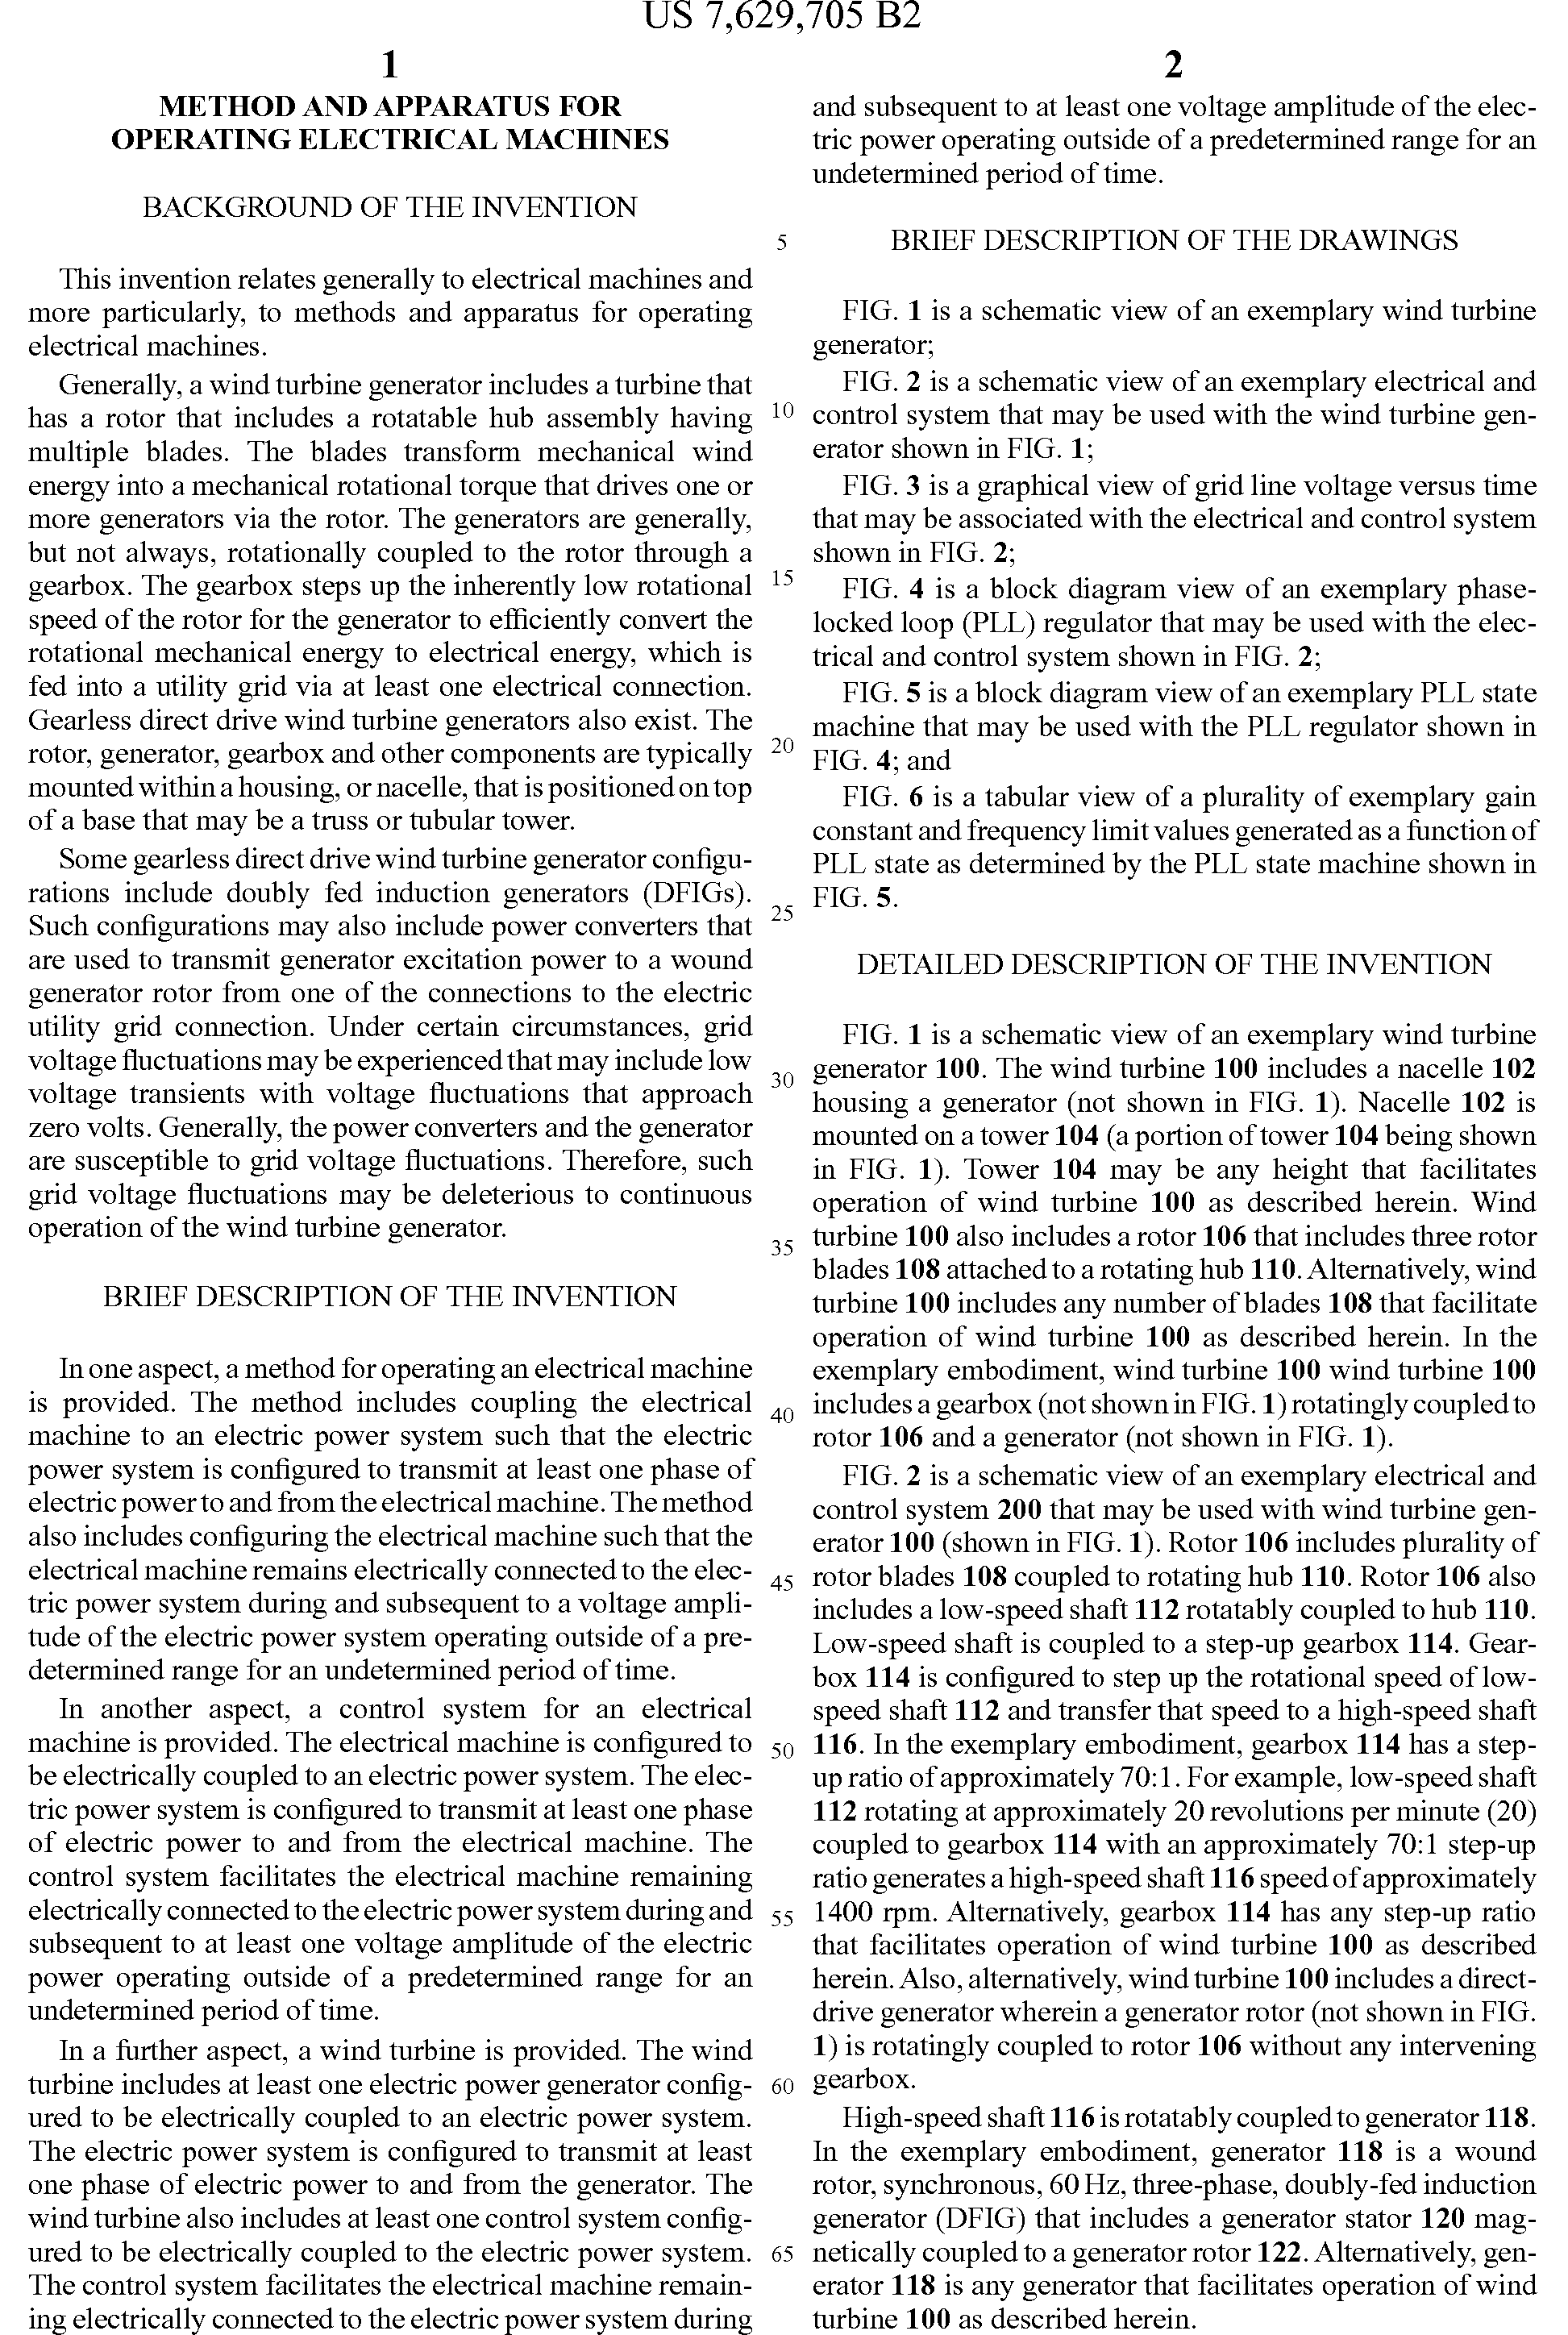 US 7,629,705 B2
1
METHOD AND APPARATUS FOR
OPERATING ELECTRICAL MACHINES
BACKGROUND OF THE INVENTION
This invention relates generally to electrical machines and
more particularly, to methods and apparatus for operating
electrical machines.
Generally, a wind turbine generator includes a turbine that
has a rotor that includes a rotatable hub assembly having
multiple blades. The blades transform mechanical wind
energy into a mechanical rotational torque that drives one or
more generators via the rotor. The generators are generally,
but not always, rotationally coupled to the rotor through a
gearbox. The gearbox steps up the inherently low rotational
speed of the rotor for the generator to efficiently convert the
rotational mechanical energy to electrical energy, which is
fed into a utility grid via at least one electrical connection.
Gearless direct drive wind turbine generators also exist. The
rotor, generator, gearbox and other components are typically
mounted within a housing, or nacelle, that is positioned on top
of a base that may be a truss or tubular tower.
Some gearless direct drive wind turbine generator configu-
rations include doubly fed induction generators (DFIGs).
Such configurations may also include power converters that
are used to transmit generator excitation power to a wound
generator rotor from one of the connections to the electric
utility grid connection. Under certain circumstances, grid
voltage fluctuations may be experienced that may include low
voltage transients with voltage fluctuations that approach
zero volts. Generally, the power converters and the generator
are susceptible to grid voltage fluctuations. Therefore, such
grid voltage fluctuations may be deleterious to continuous
operation of the wind turbine generator.
BRIEF DESCRIPTION OF THE INVENTION
In one aspect, a method for operating an electrical machine
is provided. The method includes coupling the electrical
machine to an electric power system such that the electric
power system is configured to transmit at least one phase of
electric power to and from the electrical machine. The method
also includes configuring the electrical machine such that the
electrical machine remains electrically connected to the elec-
tric power system during and subsequent to a voltage ampli-
tude of the electric power system operating outside of a pre-
determined range for an undetermined period of time.
In another aspect, a control system for an electrical
machine is provided. The electrical machine is configured to
be electrically coupled to an electric power system. The elec-
tric power system is configured to transmit at least one phase
of electric power to and from the electrical machine. The
control system facilitates the electrical machine remaining
electrically connected to the electric power system during and
subsequent to at least one voltage amplitude of the electric
power operating outside of a predetermined range for an
undetermined period of time.
In a further aspect, a wind turbine is provided. The wind
turbine includes at least one electric power generator config-
ured to be electrically coupled to an electric power system.
The electric power system is configured to transmit at least
one phase of electric power to and from the generator. The
wind turbine also includes at least one control system config-
ured to be electrically coupled to the electric power system.
The control system facilitates the electrical machine remain-
ing electrically connected to the electric power system during
5
10
15
20
25
30
35
40
45
50
55
60
65
2
and subsequent to at least one voltage amplitude of the elec-
tric power operating outside of a predetermined range for an
undetermined period of time.
BRIEF DESCRIPTION OF THE DRAWINGS
FIG. 1 is a schematic view of an exemplary wind turbine
generator;
FIG. 2 is a schematic view of an exemplary electrical and
control system that may be used with the wind turbine gen-
erator shown in FIG. 1;
FIG. 3 is a graphical view of grid line voltage versus time
that may be associated with the electrical and control system
shown in FIG. 2;
FIG. 4 is a block diagram view of an exemplary phase-
locked loop (PLL) regulator that may be used with the elec-
trical and control system shown in FIG. 2;
FIG. 5 is a block diagram view of an exemplary PLL state
machine that may be used with the PLL regulator shown in
FIG. 4; and
FIG. 6 is a tabular view of a plurality of exemplary gain
constant and frequency limit values generated as a function of
PLL state as determined by the PLL state machine shown in
FIG. 5.
DETAILED DESCRIPTION OF THE INVENTION
FIG. 1 is a schematic view of an exemplary wind turbine
generator 100. The wind turbine 100 includes a nacelle 102
housing a generator (not shown in FIG. 1). Nacelle 102 is
mounted on a tower 104 (a portion of tower 104 being shown
in FIG. 1). Tower 104 may be any height that facilitates
operation of wind turbine 100 as described herein. Wind
turbine 100 also includes a rotor 106 that includes three rotor
blades 108 attached to a rotating hub 110. Alternatively, wind
turbine 100 includes any number of blades 108 that facilitate
operation of wind turbine 100 as described herein. In the
exemplary embodiment, wind turbine 100 wind turbine 100
includes a gearbox (not shown in FIG. 1) rotatingly coupled to
rotor 106 and a generator (not shown in FIG. 1).
FIG. 2 is a schematic view of an exemplary electrical and
control system 200 that may be used with wind turbine gen-
erator 100 (shown in FIG. 1). Rotor 106 includes plurality of
rotor blades 108 coupled to rotating hub 110. Rotor 106 also
includes a low-speed shaft 112 rotatably coupled to hub 110.
Low-speed shaft is coupled to a step-up gearbox 114. Gear-
box 114 is configured to step up the rotational speed of low-
speed shaft 112 and transfer that speed to a high-speed shaft
116. In the exemplary embodiment, gearbox 114 has a step-
up ratio of approximately 70:1. For example, low-speed shaft
112 rotating at approximately 20 revolutions per minute (20)
coupled to gearbox 114 with an approximately 70:1 step-up
ratio generates a high-speed shaft 116 speed of approximately
1400 rpm. Alternatively, gearbox 114 has any step-up ratio
that facilitates operation of wind turbine 100 as described
herein. Also, alternatively, wind turbine 100 includes a direct-
drive generator wherein a generator rotor (not shown in FIG.
1) is rotatingly coupled to rotor 106 without any intervening
gearbox.
High-speed shaft 116 is rotatably coupled to generator 118.
In the exemplary embodiment, generator 118 is a wound
rotor, synchronous, 60 Hz, three-phase, doubly-fed induction
generator (DFIG) that includes a generator stator 120 mag-
netically coupled to a generator rotor 122. Alternatively, gen-
erator 118 is any generator that facilitates operation of wind
turbine 100 as described herein.